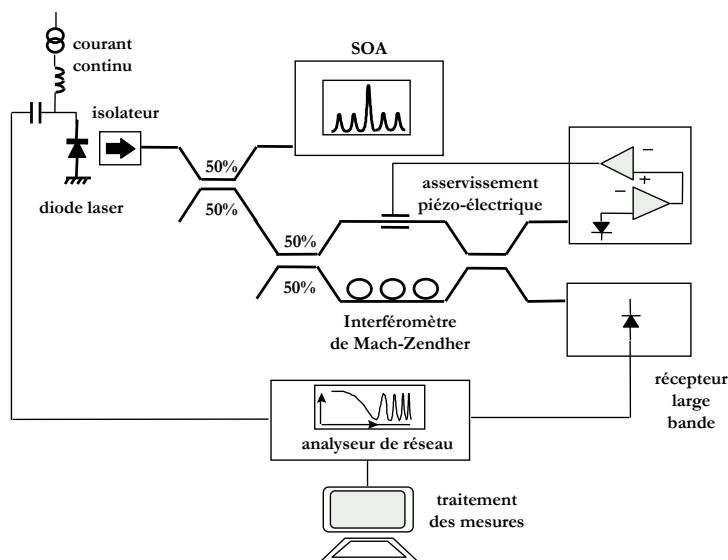 courant
continu
SOA
isolateur
50%
50%
diode laser
asservissement
piézo-électrique
−
+
−
50%
50%
Interféromètre
de Mach-Zendher
récepteur
large
bande
analyseur de réseau
traitement
des mesures